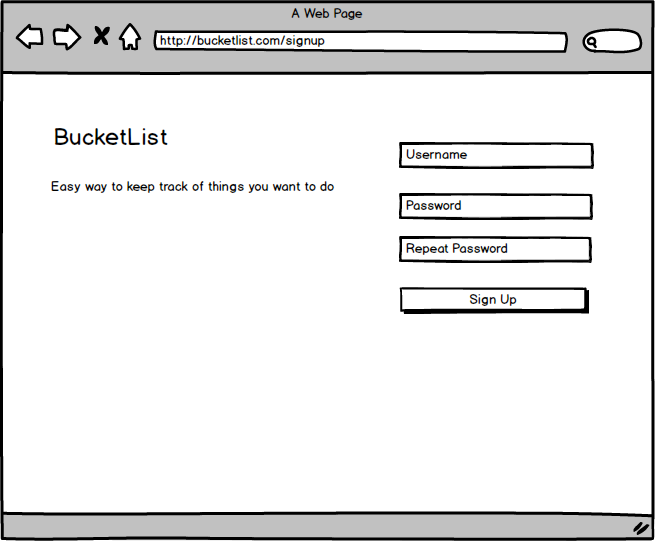 A Web Page
http://bucketlist.com/signup
BucketList
Easy way to keep track of things you want to do
Username
Password
Repeat Password
Sign Up